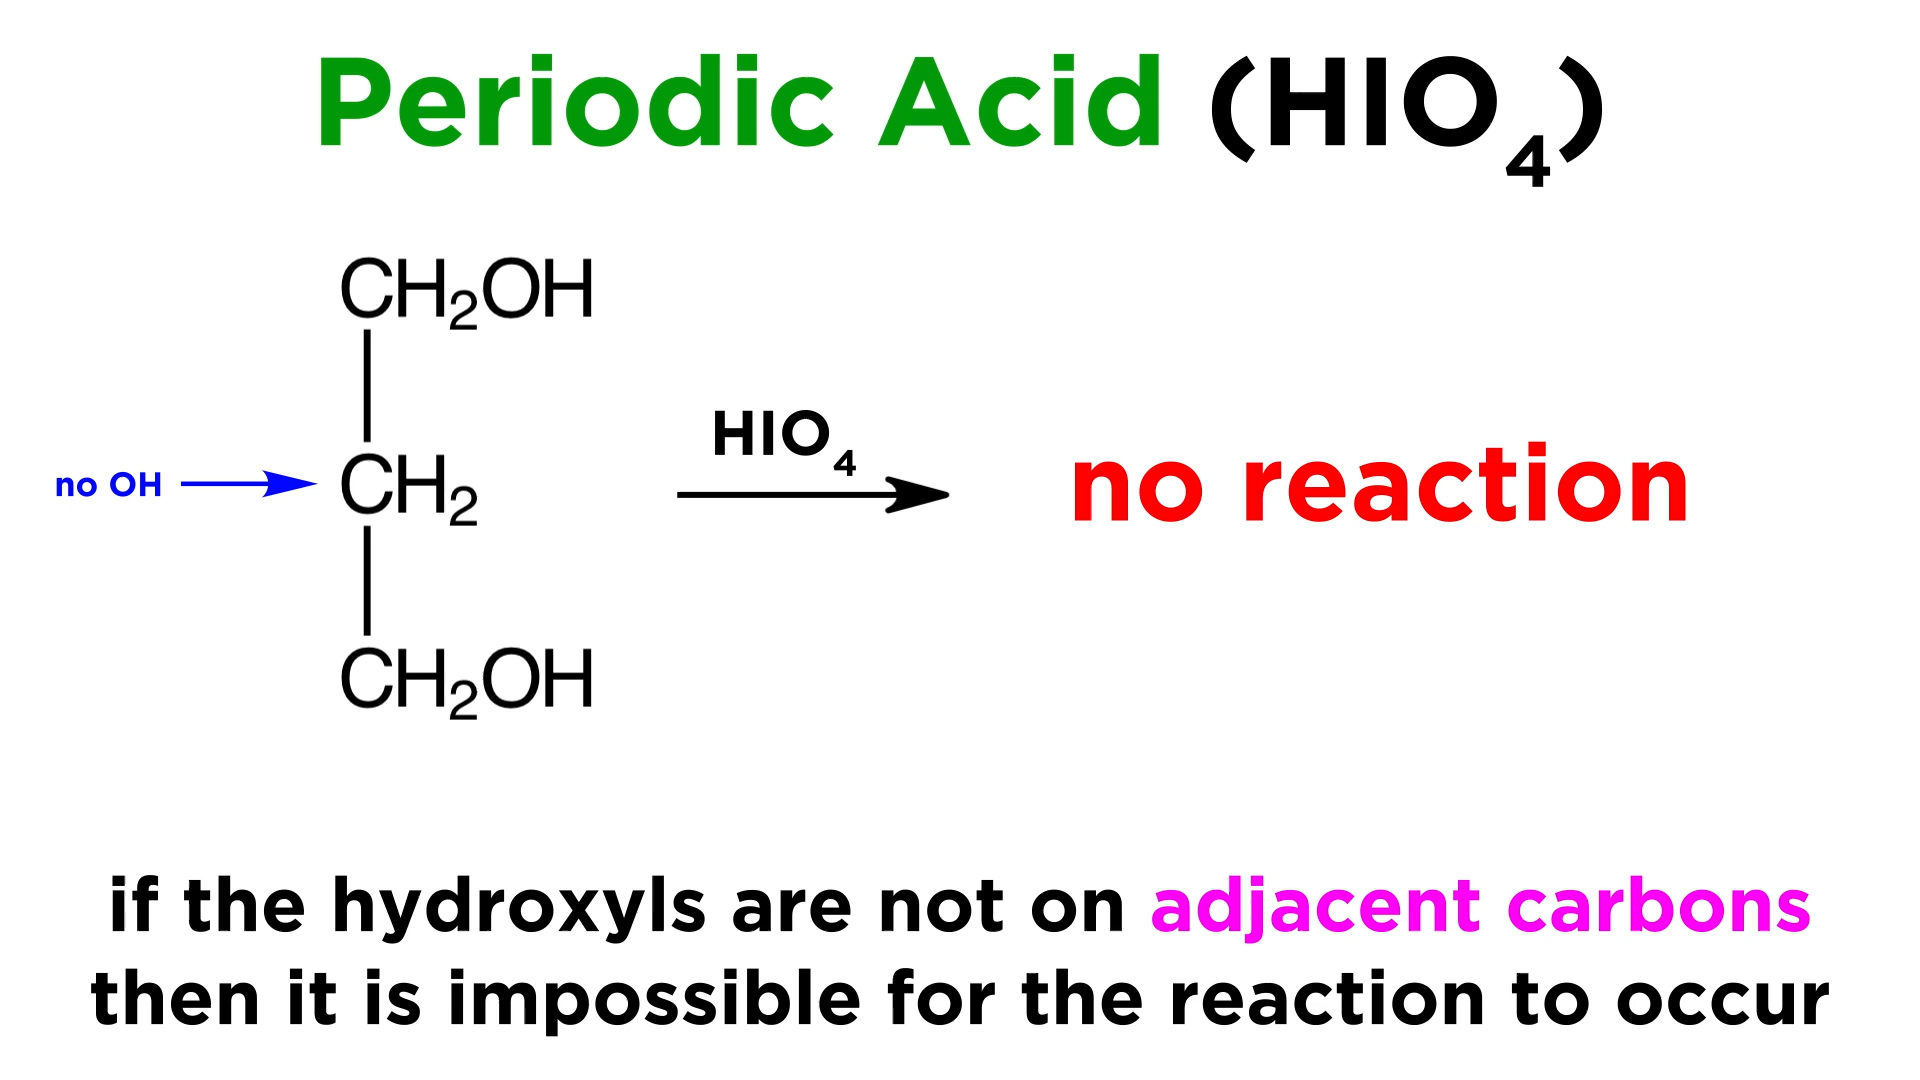 Periodic Acid (HIO₄)
CH₂OH
HIO₄
no OH
CH₂
no reaction
CH₂OH
if the hydroxyls are not on adjacent carbons
then it is impossible for the reaction to occur